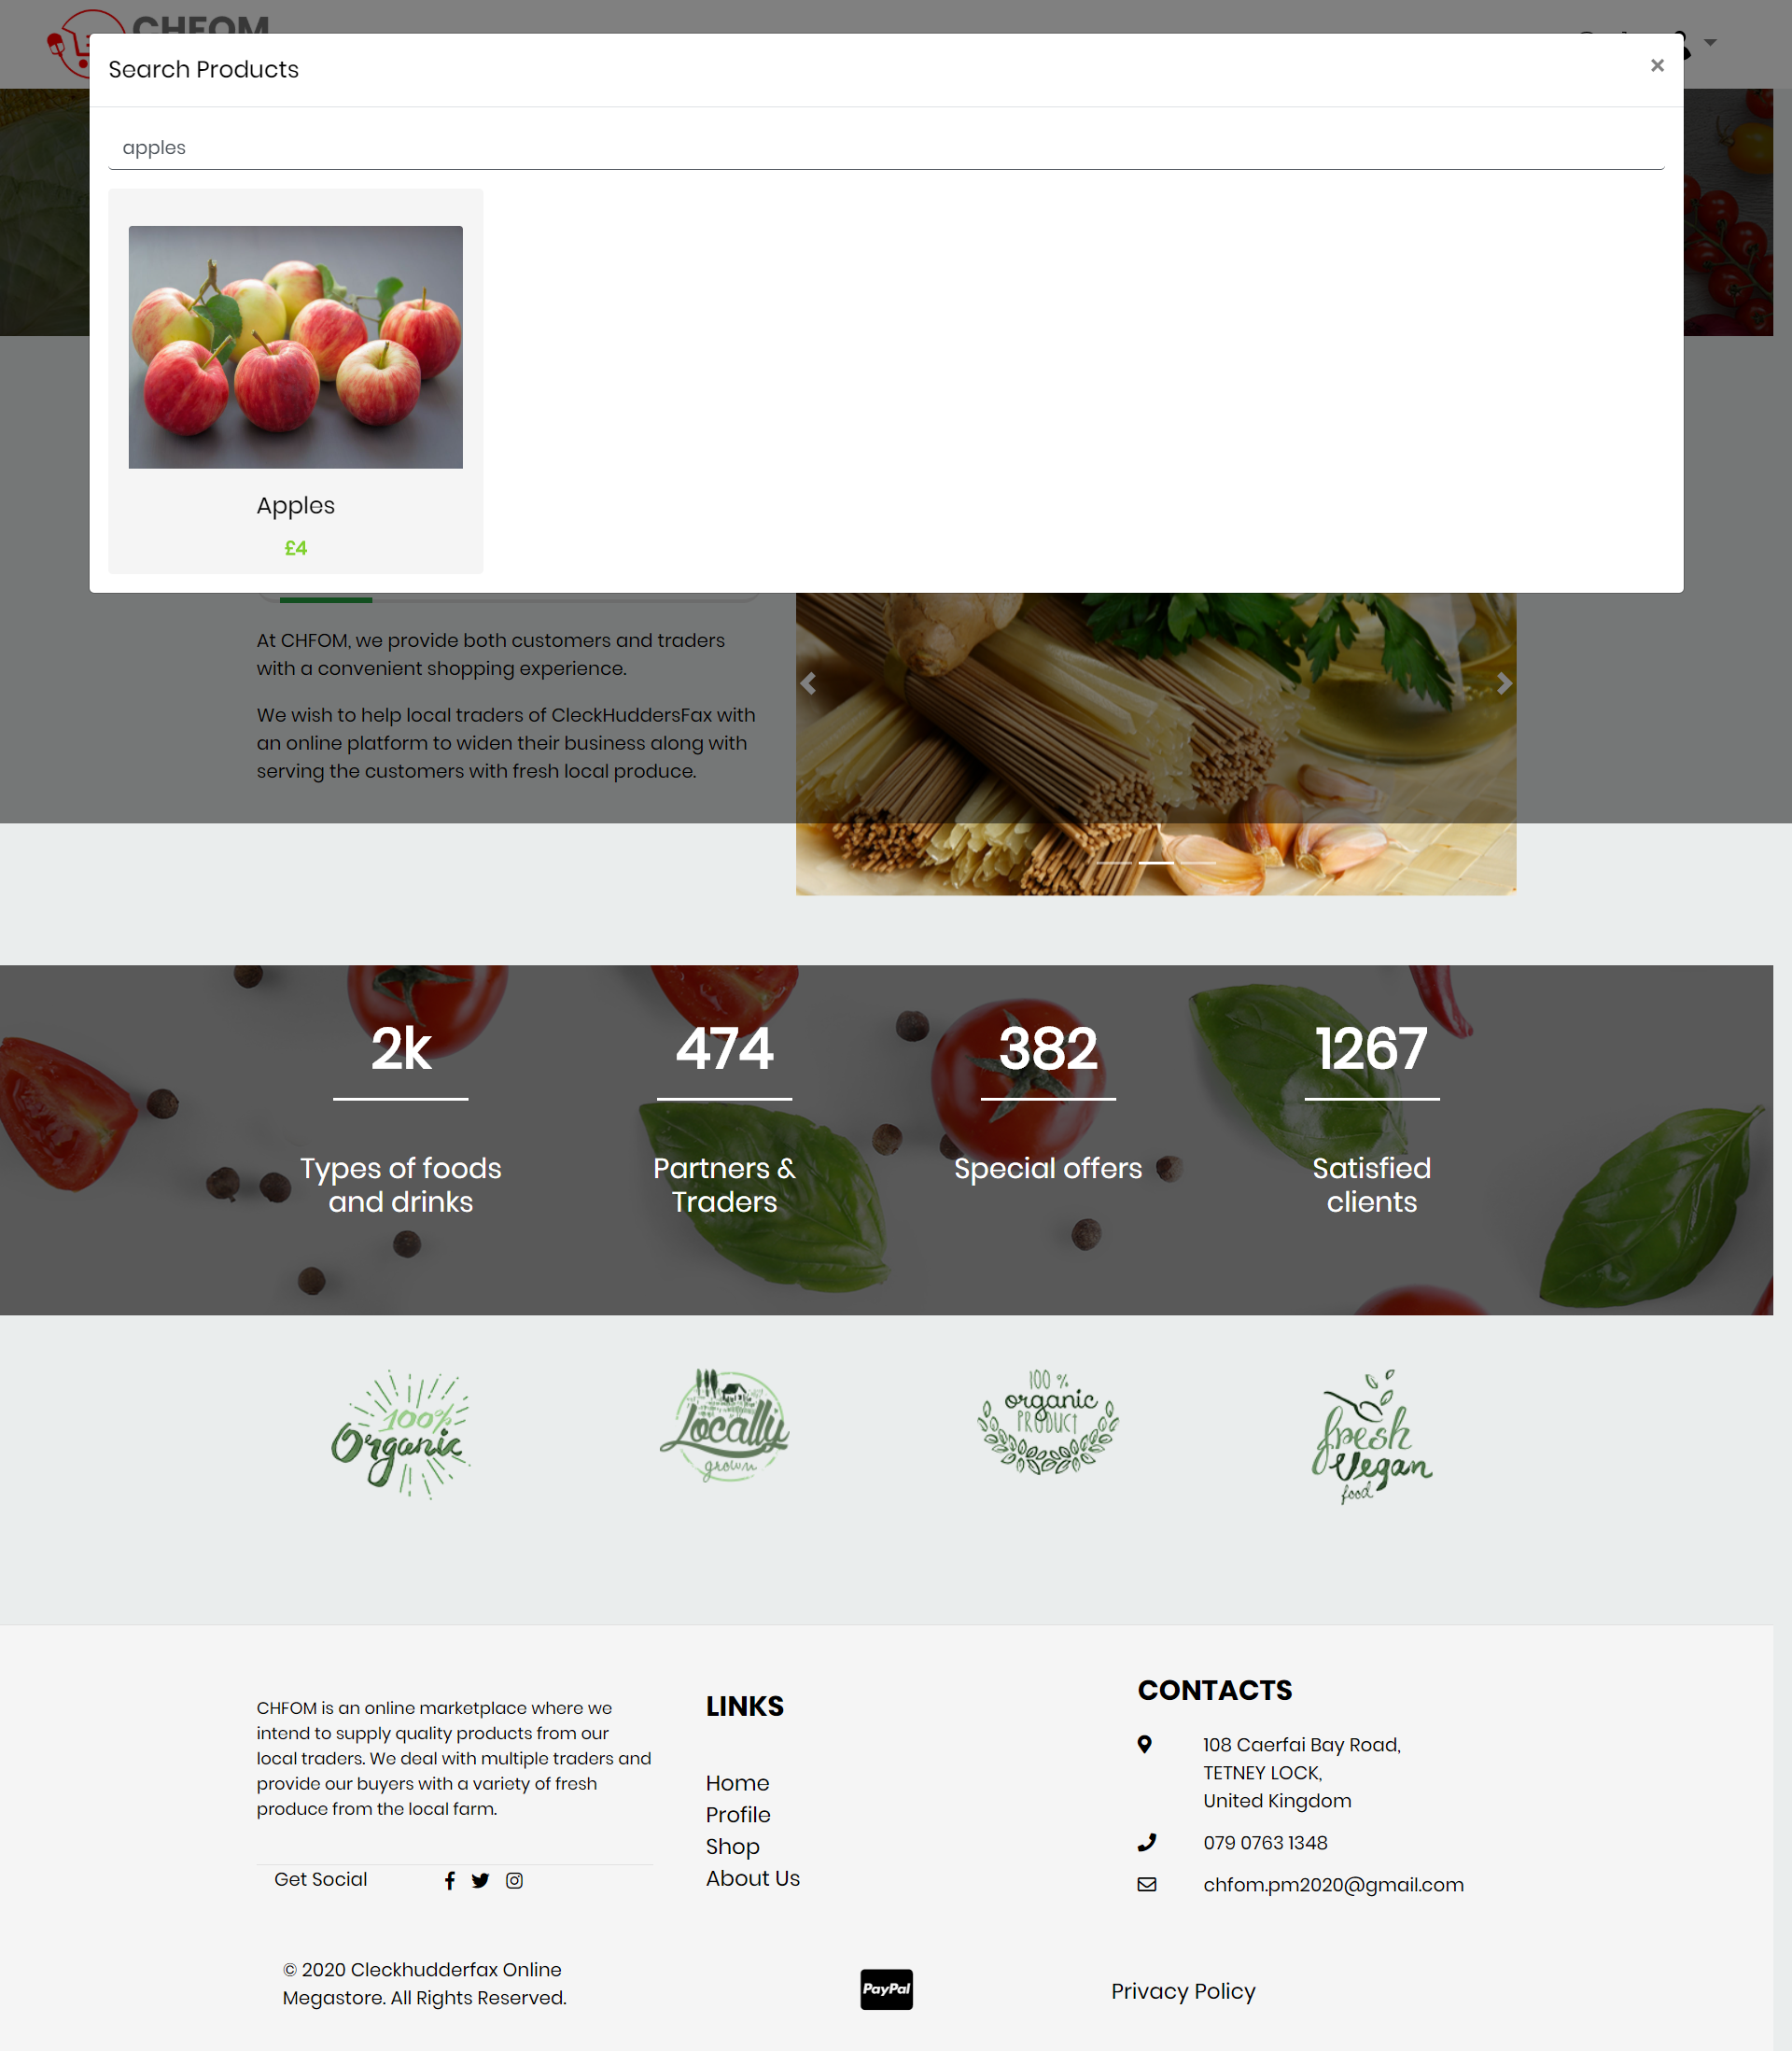 CHFOM
Search Products
×
apples
Apples
£4
At CHFOM, we provide both customers and traders
with a convenient shopping experience.
We wish to help local traders of CleckHuddersFax with
an online platform to widen their business along with
serving the customers with fresh local produce.
2k
Types of foods
and drinks
474
Partners &
Traders
382
Special offers
1267
Satisfied
clients
100%
Organic
Locally
grown
100 %
organic
PRODUCT
fresh
Vegan
food
CHFOM is an online marketplace where we
intend to supply quality products from our
local traders. We deal with multiple traders and
provide our buyers with a variety of fresh
produce from the local farm.
Get Social
LINKS
Home
Profile
Shop
About Us
CONTACTS
108 Caerfai Bay Road,
TETNEY LOCK,
United Kingdom
079 0763 1348
chfom.pm2020@gmail.com
© 2020 Cleckhudderfax Online
Megastore. All Rights Reserved.
PayPal
Privacy Policy